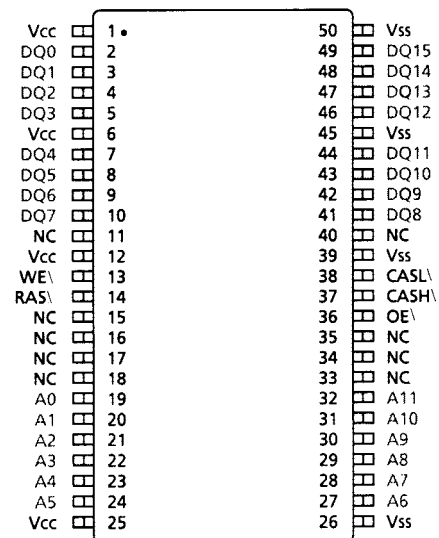 Vcc 1 50 Vss
DQ0 2 49 DQ15
DQ1 3 48 DQ14
DQ2 4 47 DQ13
DQ3 5 46 DQ12
Vcc 6 45 Vss
DQ4 7 44 DQ11
DQ5 8 43 DQ10
DQ6 9 42 DQ9
DQ7 10 41 DQ8
NC 11 40 NC
Vcc 12 39 Vss
WE\ 13 38 CASL\
RAS\ 14 37 CASH\
NC 15 36 OE\
NC 16 35 NC
NC 17 34 NC
NC 18 33 NC
A0 19 32 A11
A1 20 31 A10
A2 21 30 A9
A3 22 29 A8
A4 23 28 A7
A5 24 27 A6
Vcc 25 26 Vss